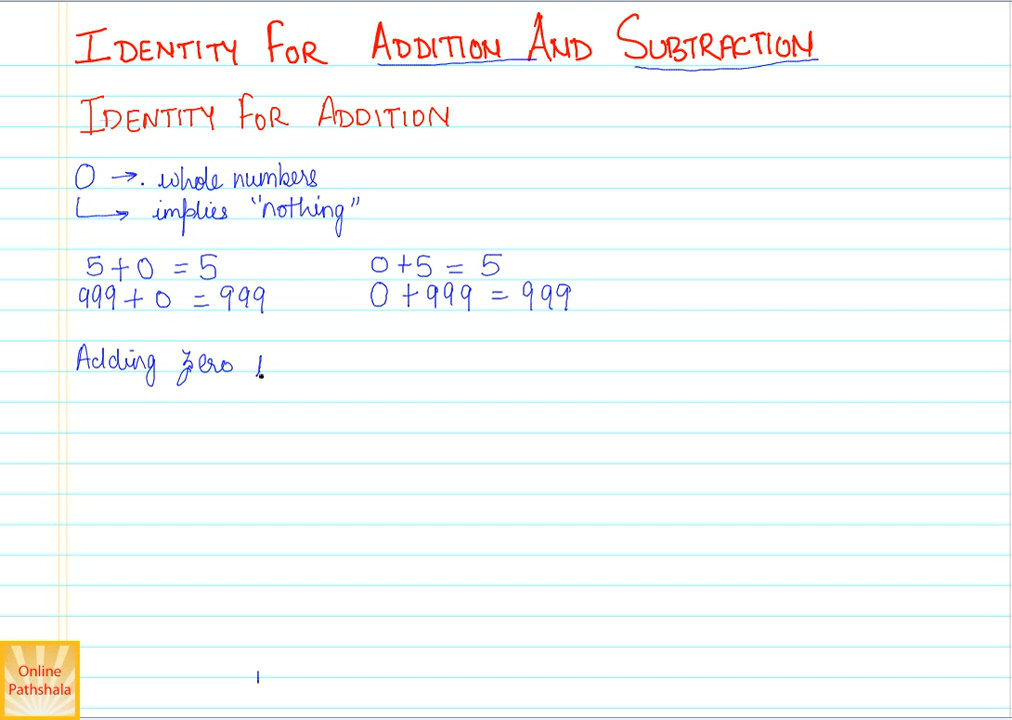 IDENTITY FOR ADDITION AND SUBTRACTION
IDENTITY FOR ADDITION
0 →. whole numbers
↳ implies "nothing"
5 + 0 = 5 0 + 5 = 5
999 + 0 = 999 0 + 999 = 999
Adding zero
Online
Pathshala